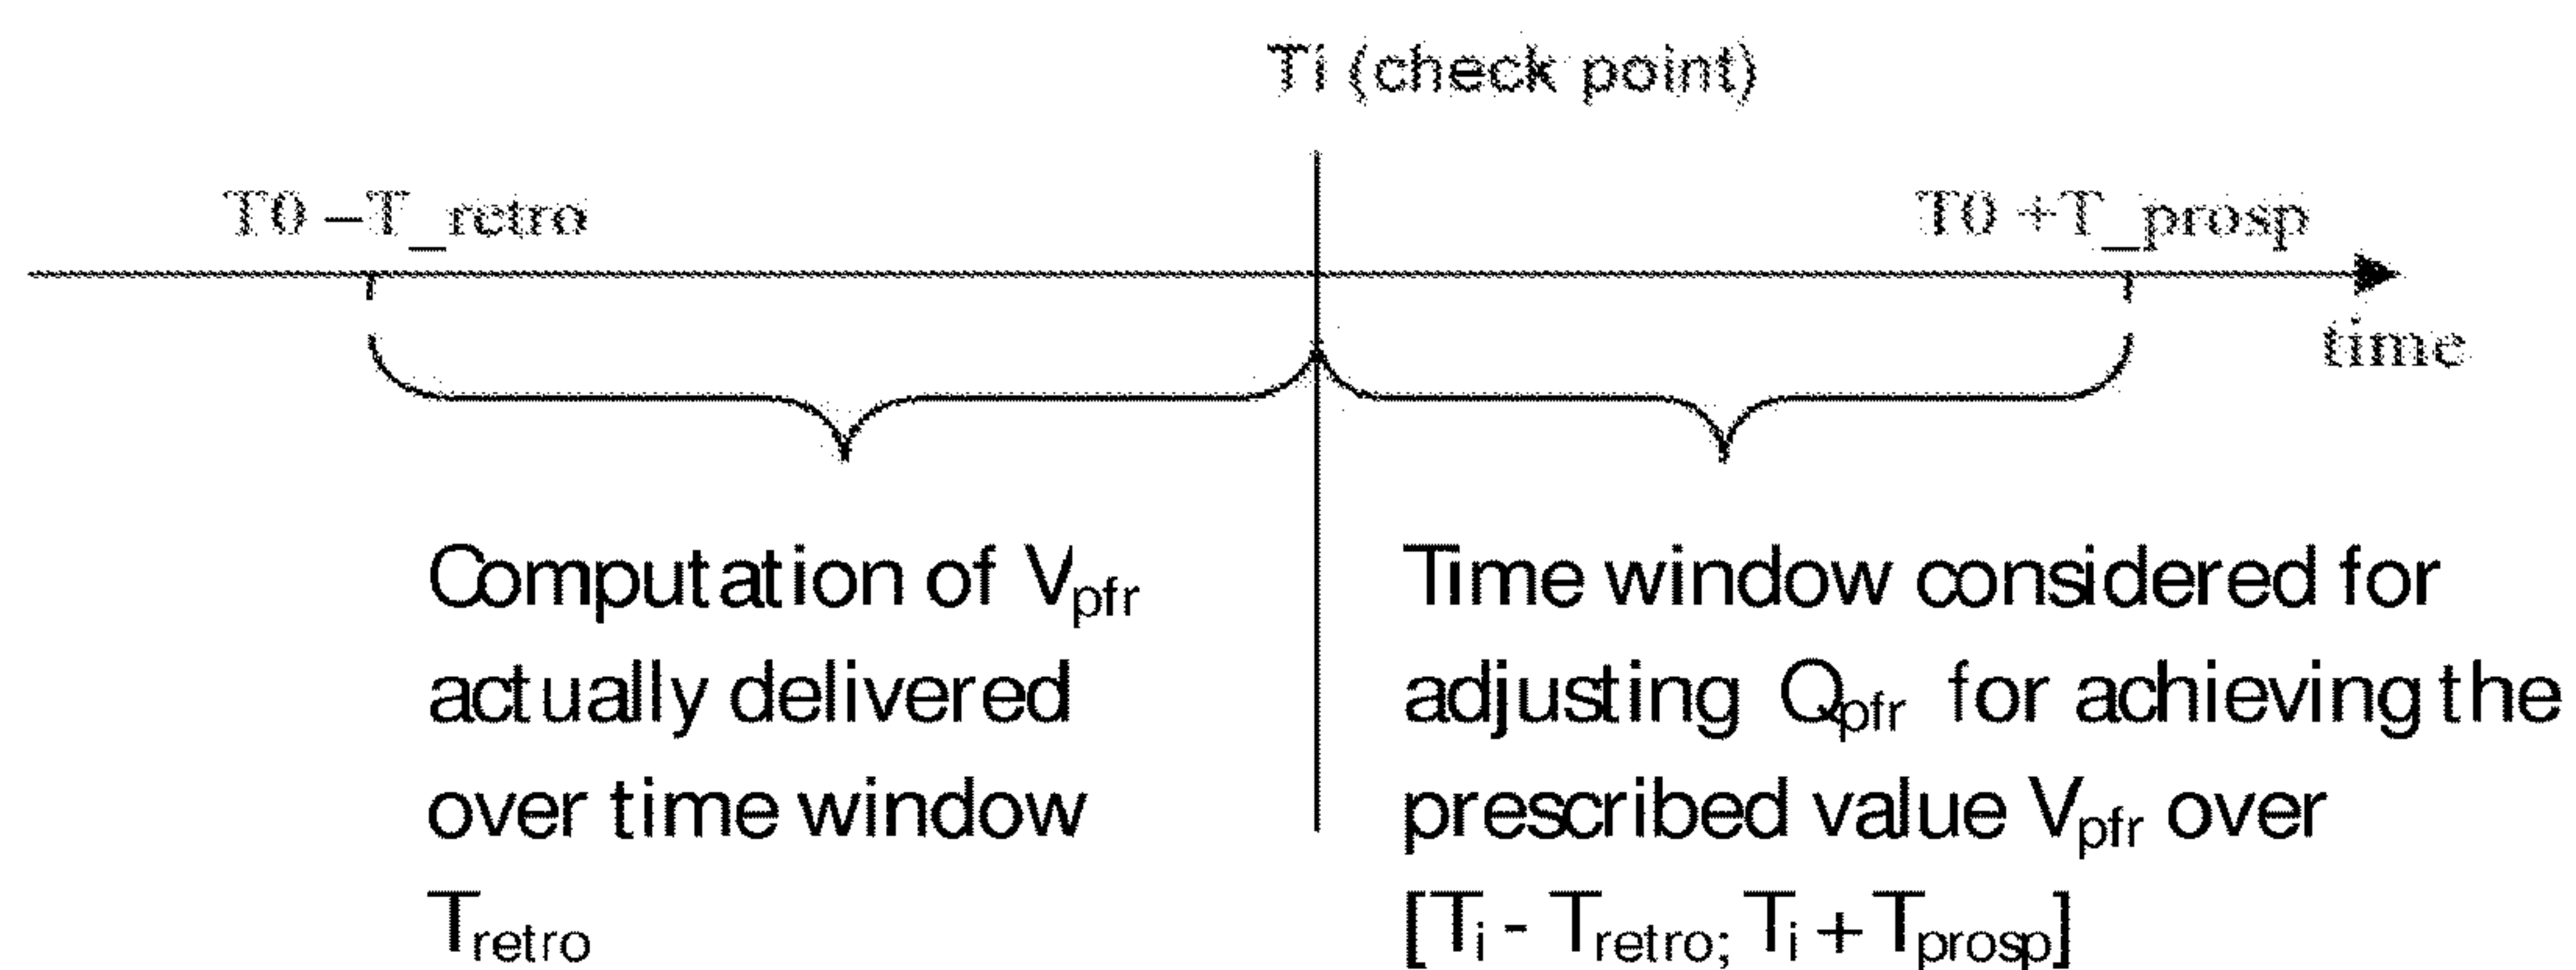 Ti (check point)
T0 –T_retro
T0 +T_prosp
time
Computation of Vpfr
actually delivered
over time window
Tretro
Time window considered for
adjusting Qpfr for achieving the
prescribed value Vpfr over
[Ti - Tretro; Ti + Tprosp]